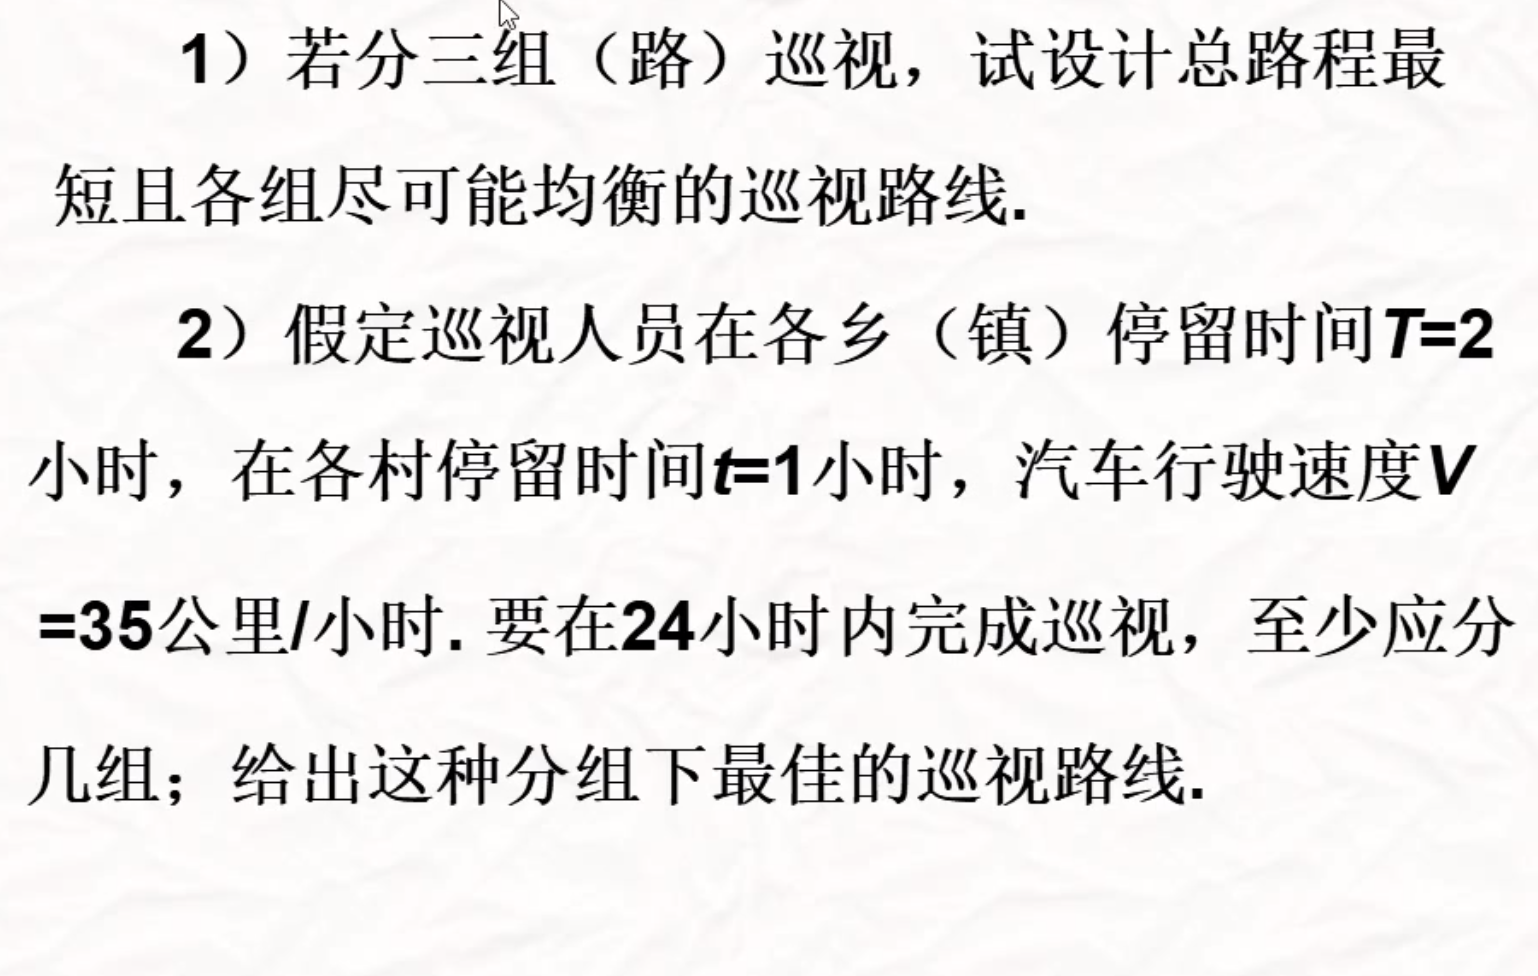 1）若分三组（路）巡视，试设计总路程最
短且各组尽可能均衡的巡视路线.
2）假定巡视人员在各乡（镇）停留时间T=2
小时，在各村停留时间t=1小时，汽车行驶速度V
=35公里/小时. 要在24小时内完成巡视，至少应分
几组；给出这种分组下最佳的巡视路线.